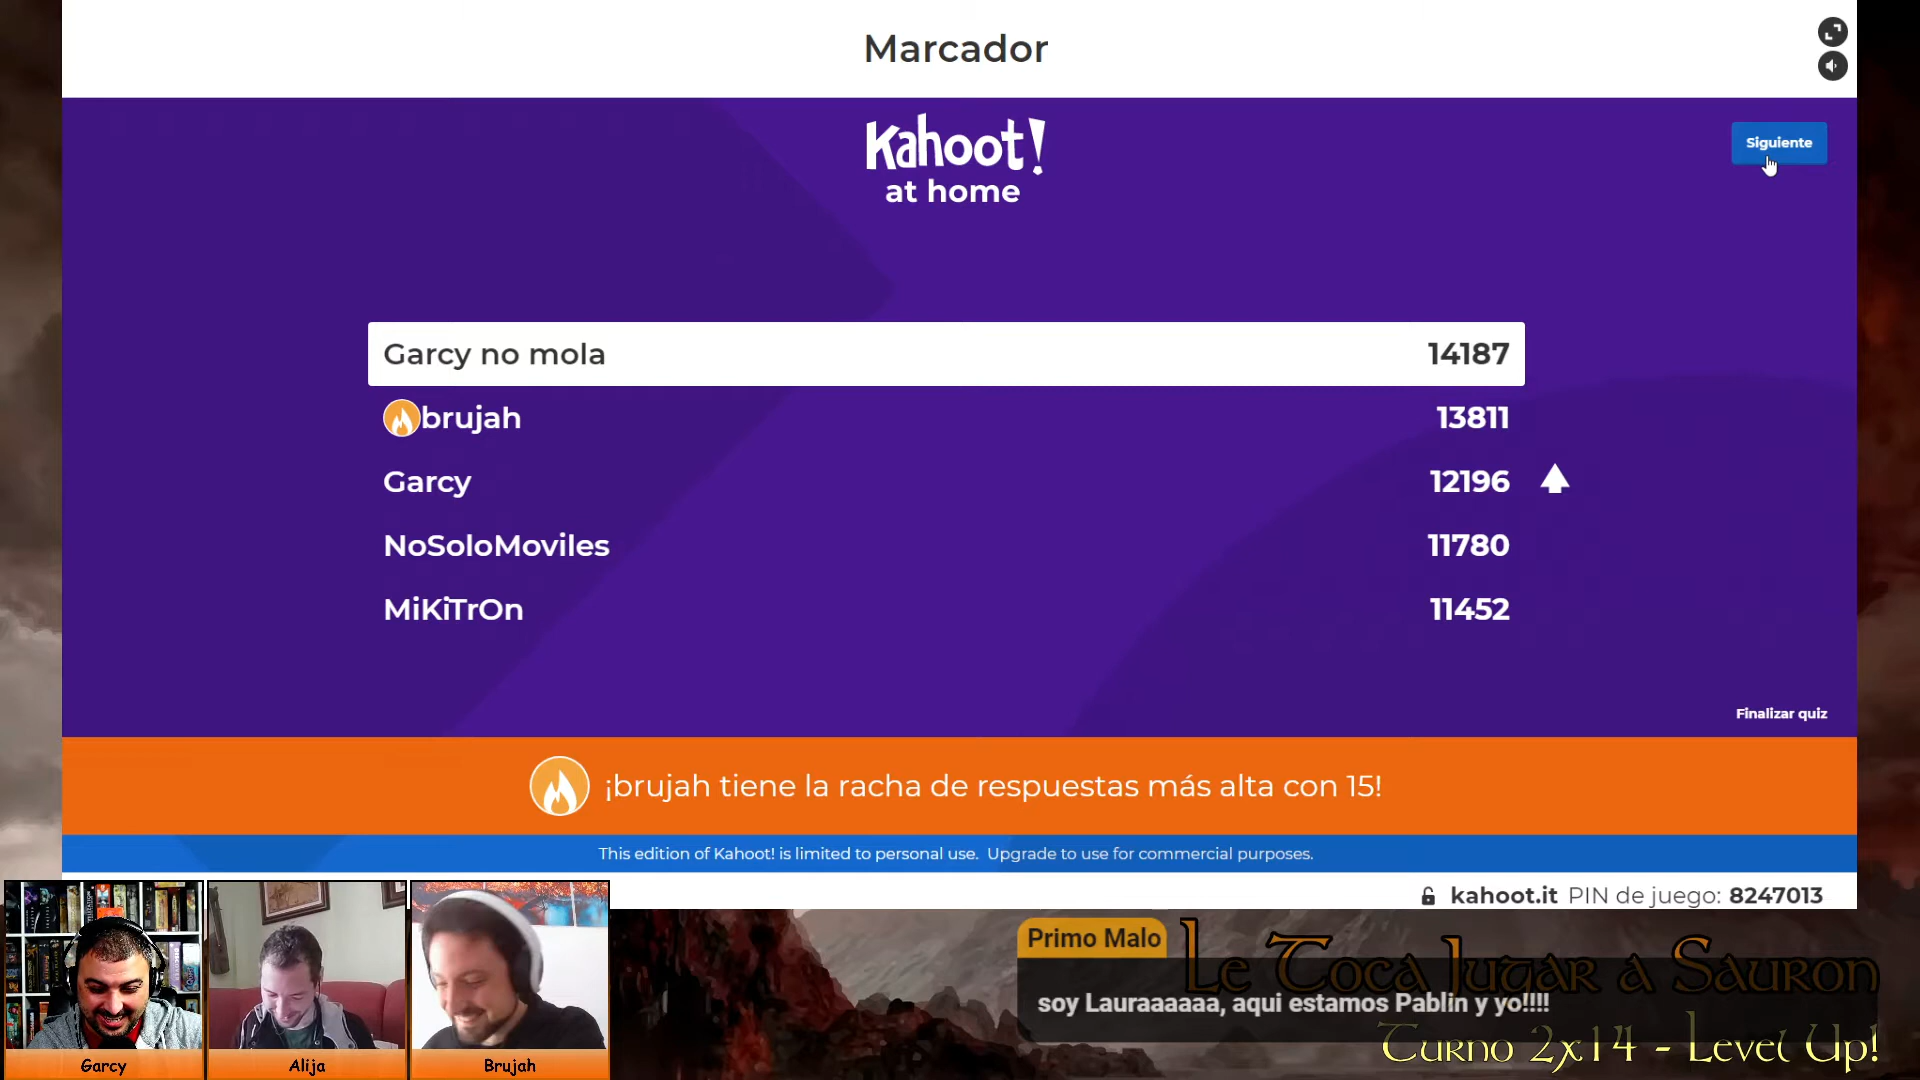 Marcador
Kahoot!
at home
Siguiente
Garcy no mola 14187
brujah 13811
Garcy 12196
NoSoloMoviles 11780
MiKiTrOn 11452
Finalizar quiz
¡brujah tiene la racha de respuestas más alta con 15!
This edition of Kahoot! is limited to personal use. Upgrade to use for commercial purposes.
kahoot.it PIN de juego: 8247013
Primo Malo
Le Toca Jugar a Sauron
soy Lauraaaaaa, aqui estamos Pablin y yo!!!!
Turno 2x14 - Level Up!
Garcy
Alija
Brujah